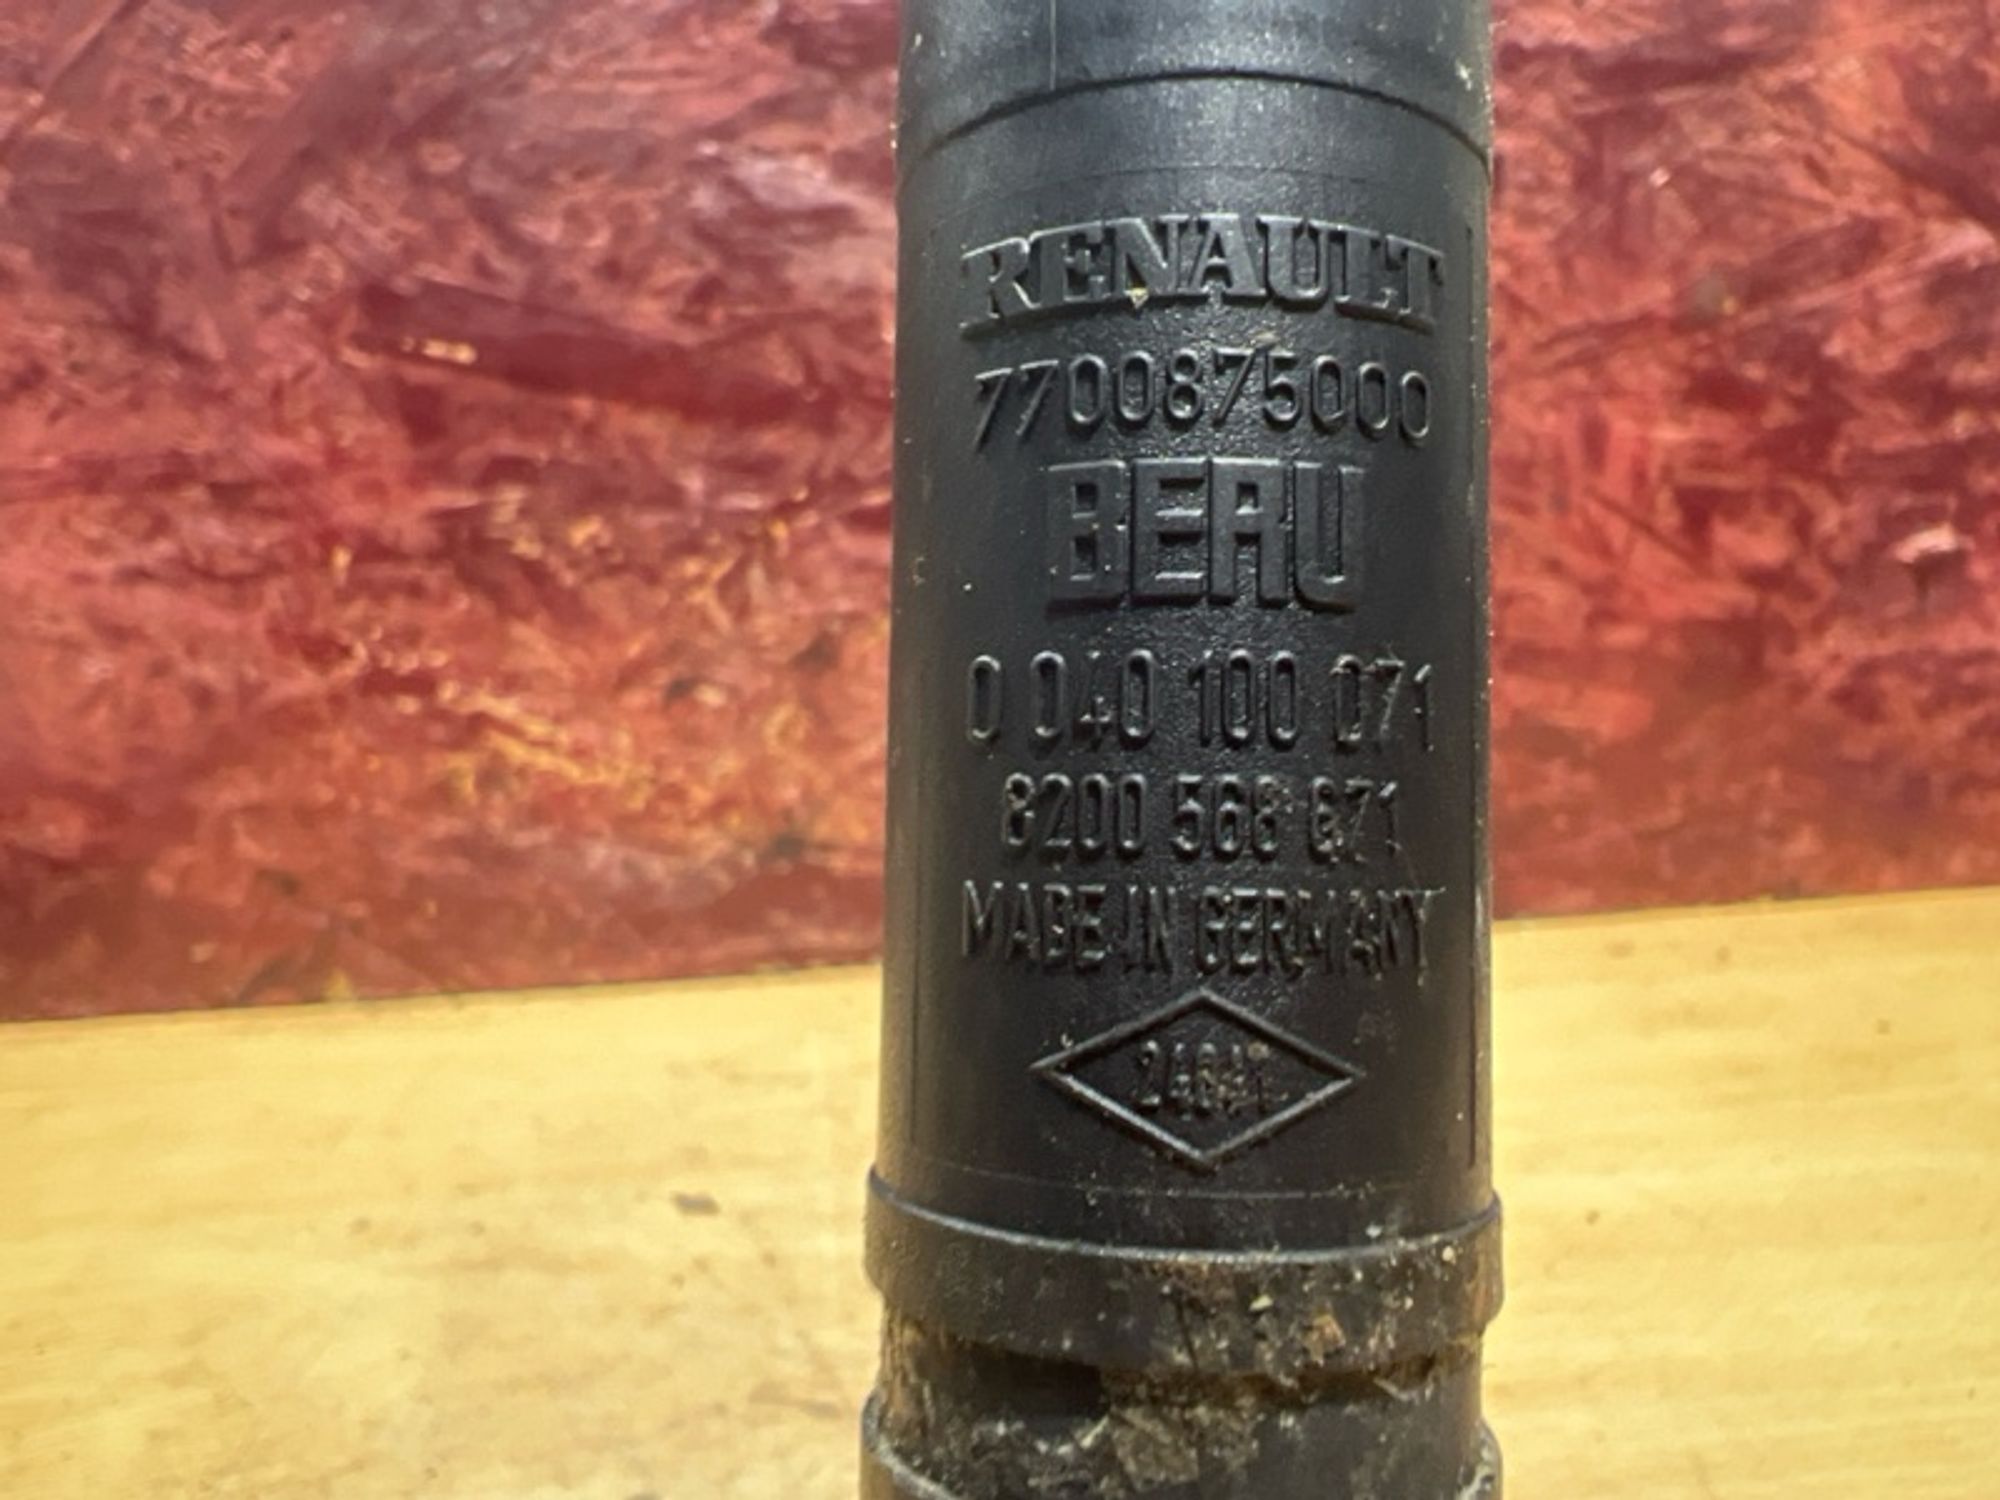 RENAULT
7700875000
BERU
0 040 100 071
8200 568 671
MADE IN GERMANY